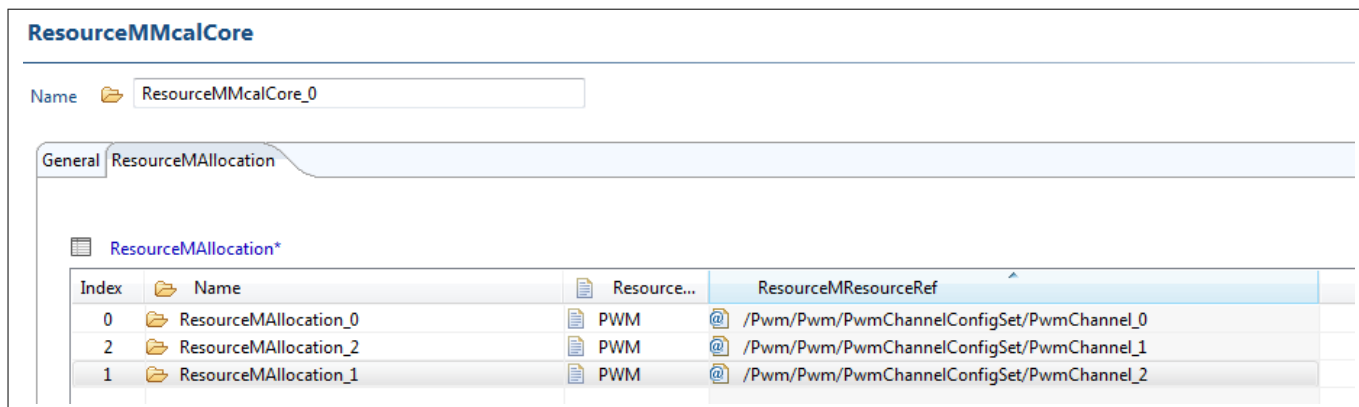 ResourceMMcalCore
Name ResourceMMcalCore_0
General ResourceMAllocation
ResourceMAllocation*
Index Name Resource... ResourceMResourceRef
0 ResourceMAllocation_0 PWM /Pwm/Pwm/PwmChannelConfigSet/PwmChannel_0
2 ResourceMAllocation_2 PWM /Pwm/Pwm/PwmChannelConfigSet/PwmChannel_1
1 ResourceMAllocation_1 PWM /Pwm/Pwm/PwmChannelConfigSet/PwmChannel_2